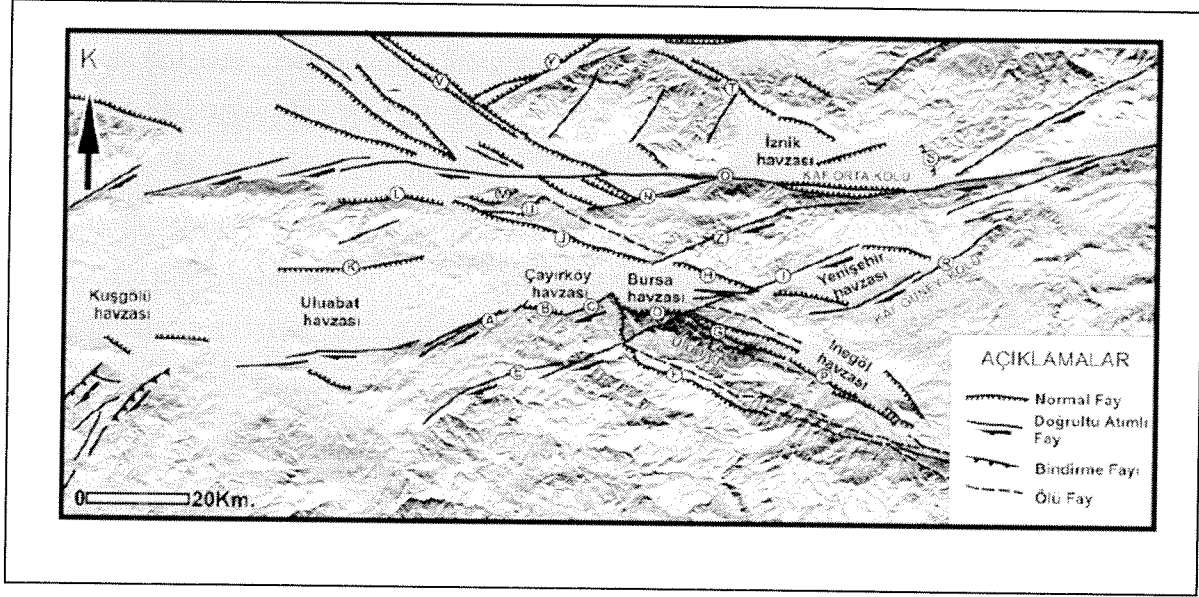 K
V
Y
T
İznik
havzası
S
KAF ORTA KOLU
O
L
M
N
J
Z
K
H
I
R
Yenişehir
havzası
Çayırköy
havzası
Bursa
havzası
Kuşgölü
havzası
Uluabat
havzası
A
B
C
D
G
E
F
P
İnegöl
havzası
AÇIKLAMALAR
Normal Fay
Doğrultu Atımlı
Fay
Bindirme Fayı
Ölü Fay
0 20Km.